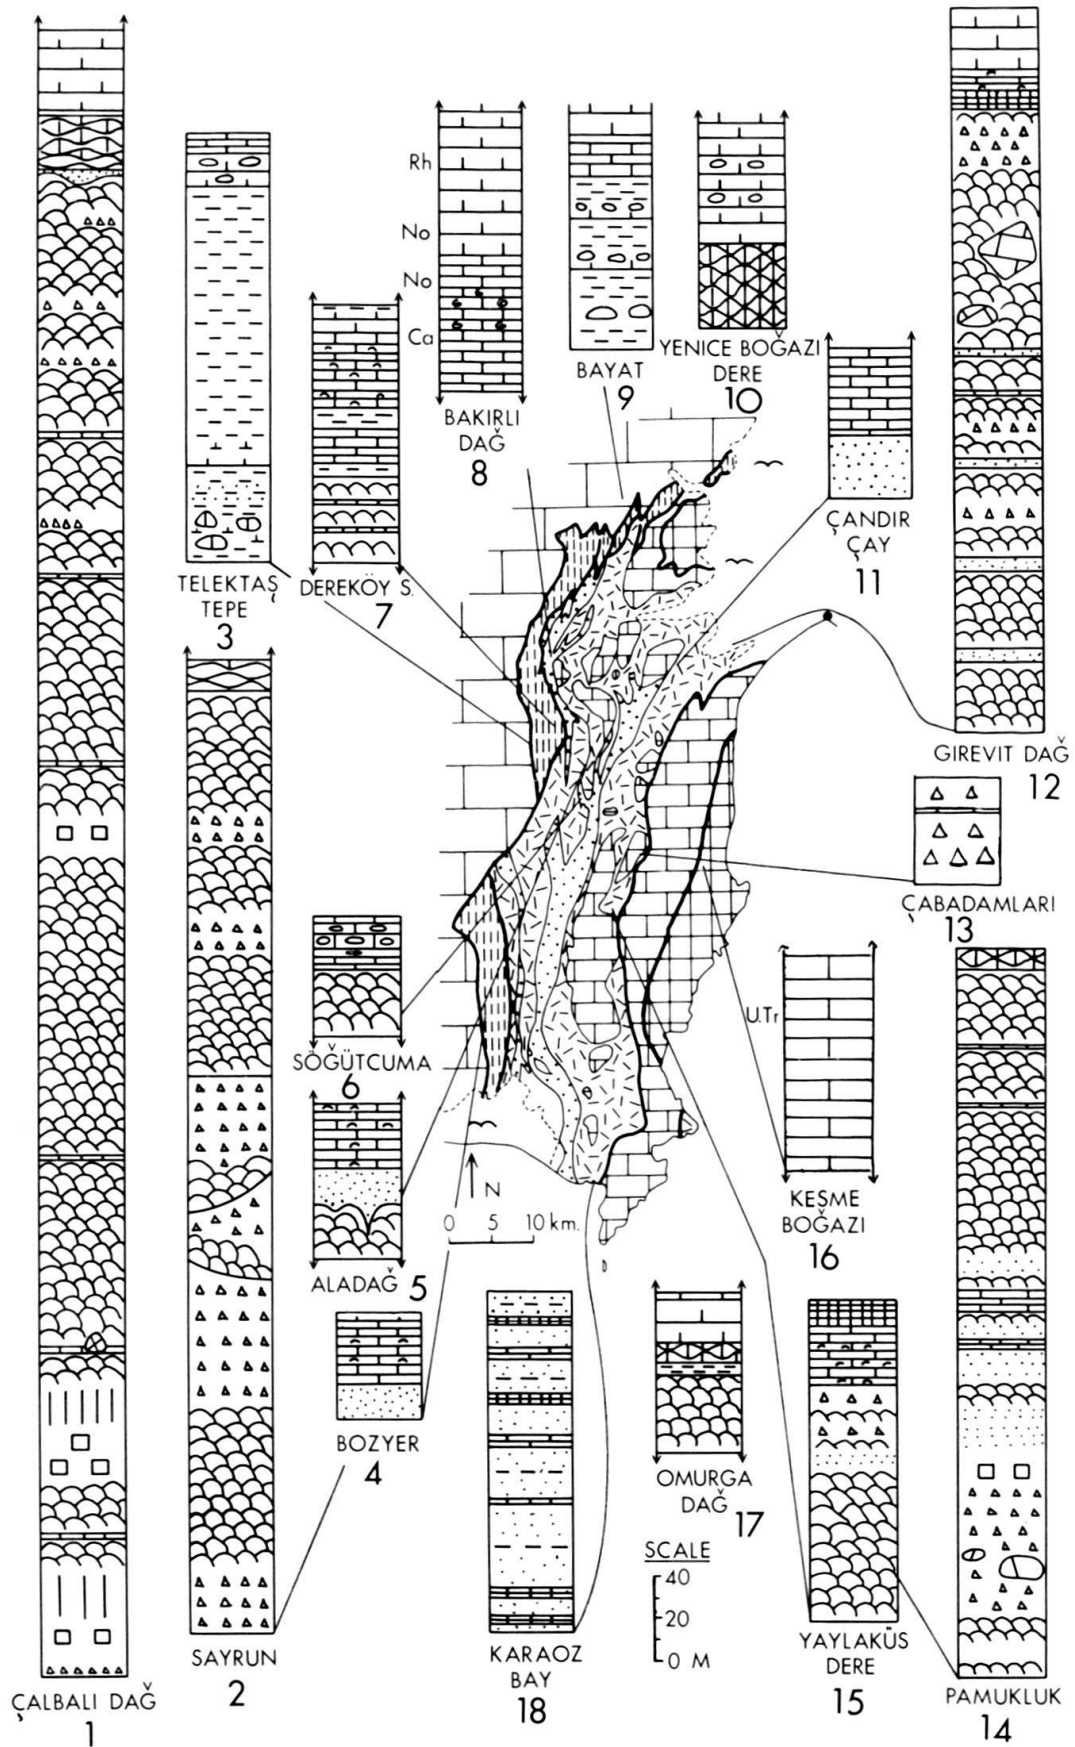 Rh
No
No
Ca
BAYAT
9
YENICE BOĞAZI
DERE
10
BAKIRLI
DAĞ
8
ÇANDIR
ÇAY
11
TELEKTAŞ
TEPE
3
DEREKÖY S.
7
GIREVIT DAĞ
12
ÇABADAMLARI
13
SÖĞÜTCUMA
6
U.Tr
KEŞME
BOĞAZI
16
N
0 5 10 km.
ALADAĞ 5
BOZYER
4
OMURGA
DAĞ
17
SCALE
40
20
0 M
SAYRUN
2
KARAOZ
BAY
18
YAYLAKÜS
DERE
15
PAMUKLUK
14
ÇALBALI DAĞ
1